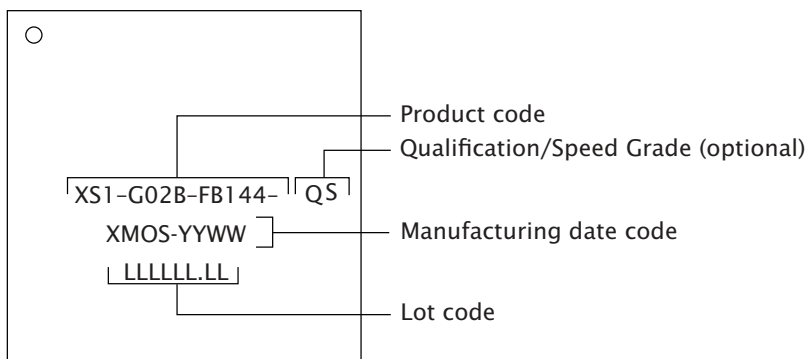 Product code
Qualification/Speed Grade (optional)
XS1-G02B-FB144- QS
XMOS-YYWW
Manufacturing date code
LLLLLL.LL
Lot code